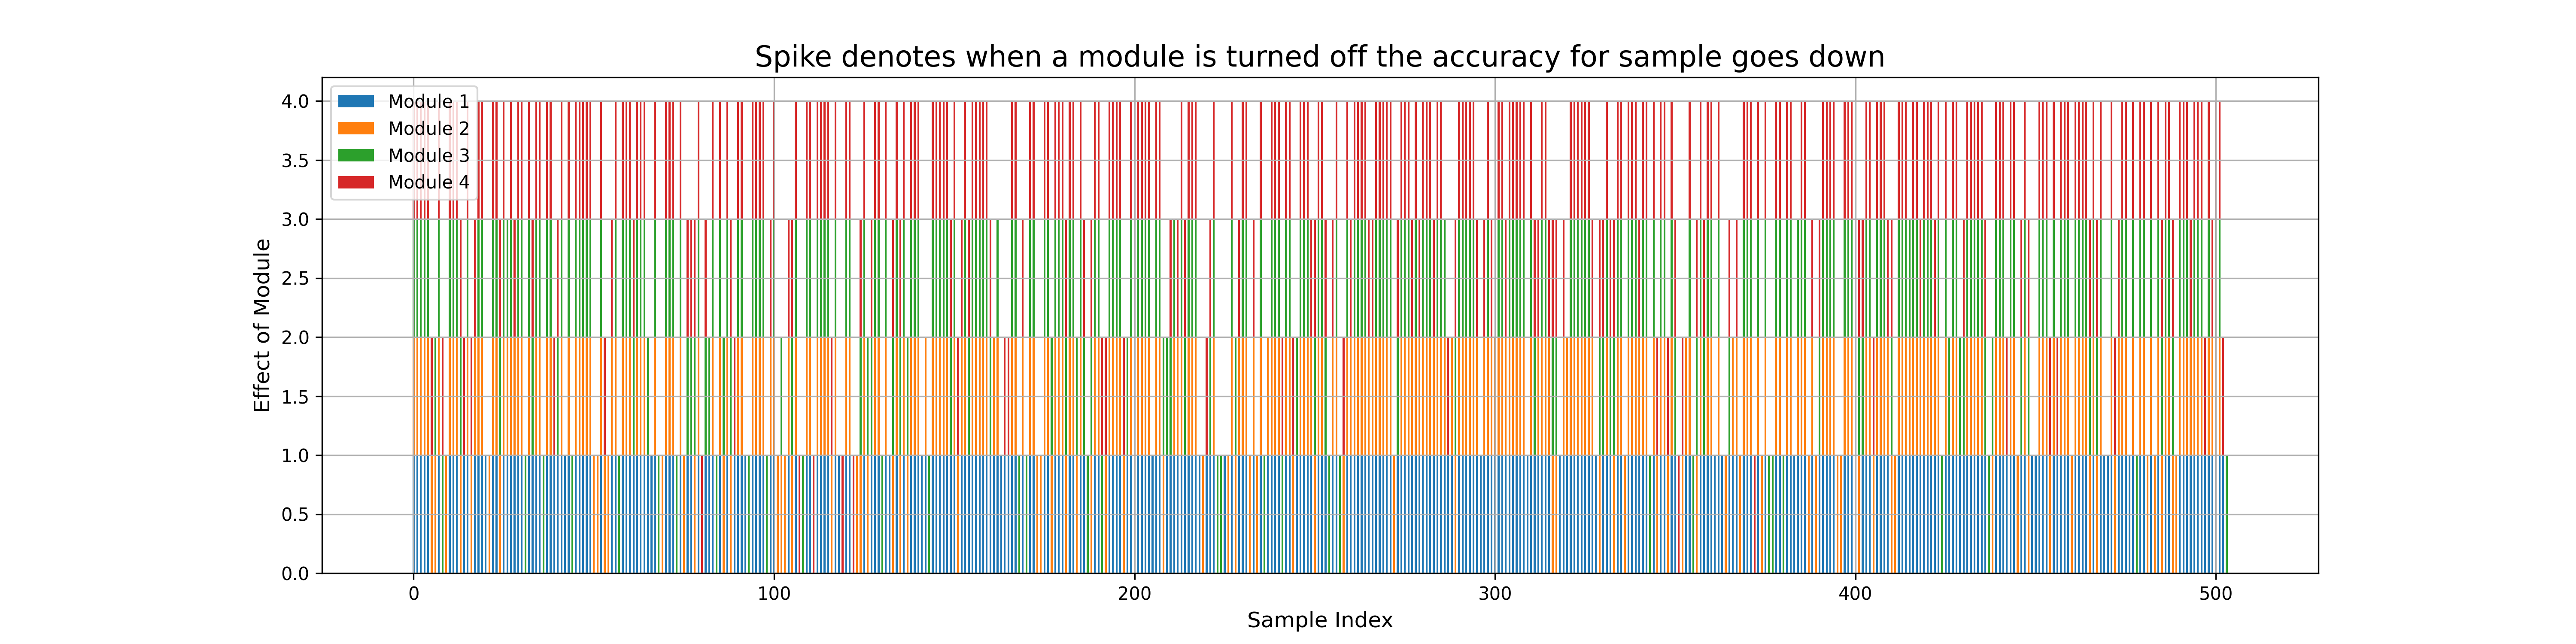 Spike denotes when a module is turned off the accuracy for sample goes down
Module 1
Module 2
Module 3
Module 4
Effect of Module
4.0
3.5
3.0
2.5
2.0
1.5
1.0
0.5
0.0
0
100
200
300
400
500
Sample Index